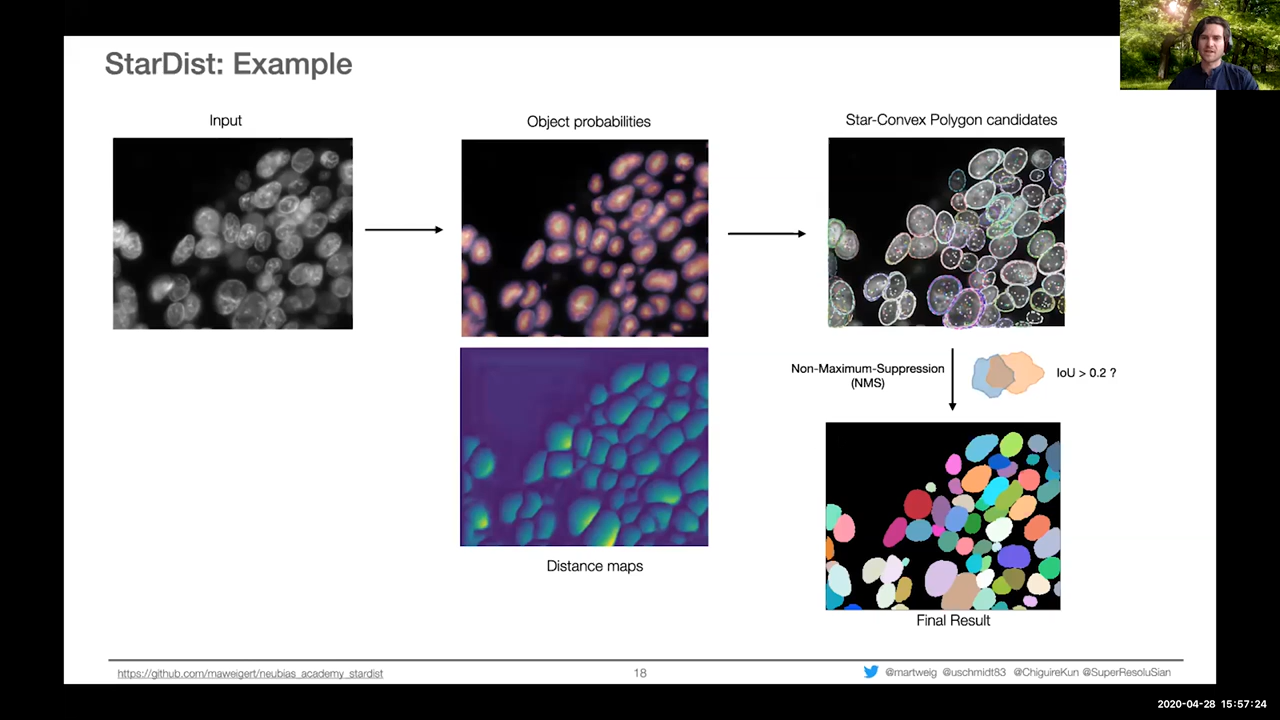 StarDist: Example
Input
Object probabilities
Star-Convex Polygon candidates
Non-Maximum-Suppression
(NMS)
IoU > 0.2 ?
Distance maps
Final Result
https://github.com/maweigert/neubias_academy_stardist
18
@martweig @uschmidt83 @ChiguireKun @SuperResoluSian
2020-04-28 15:57:24